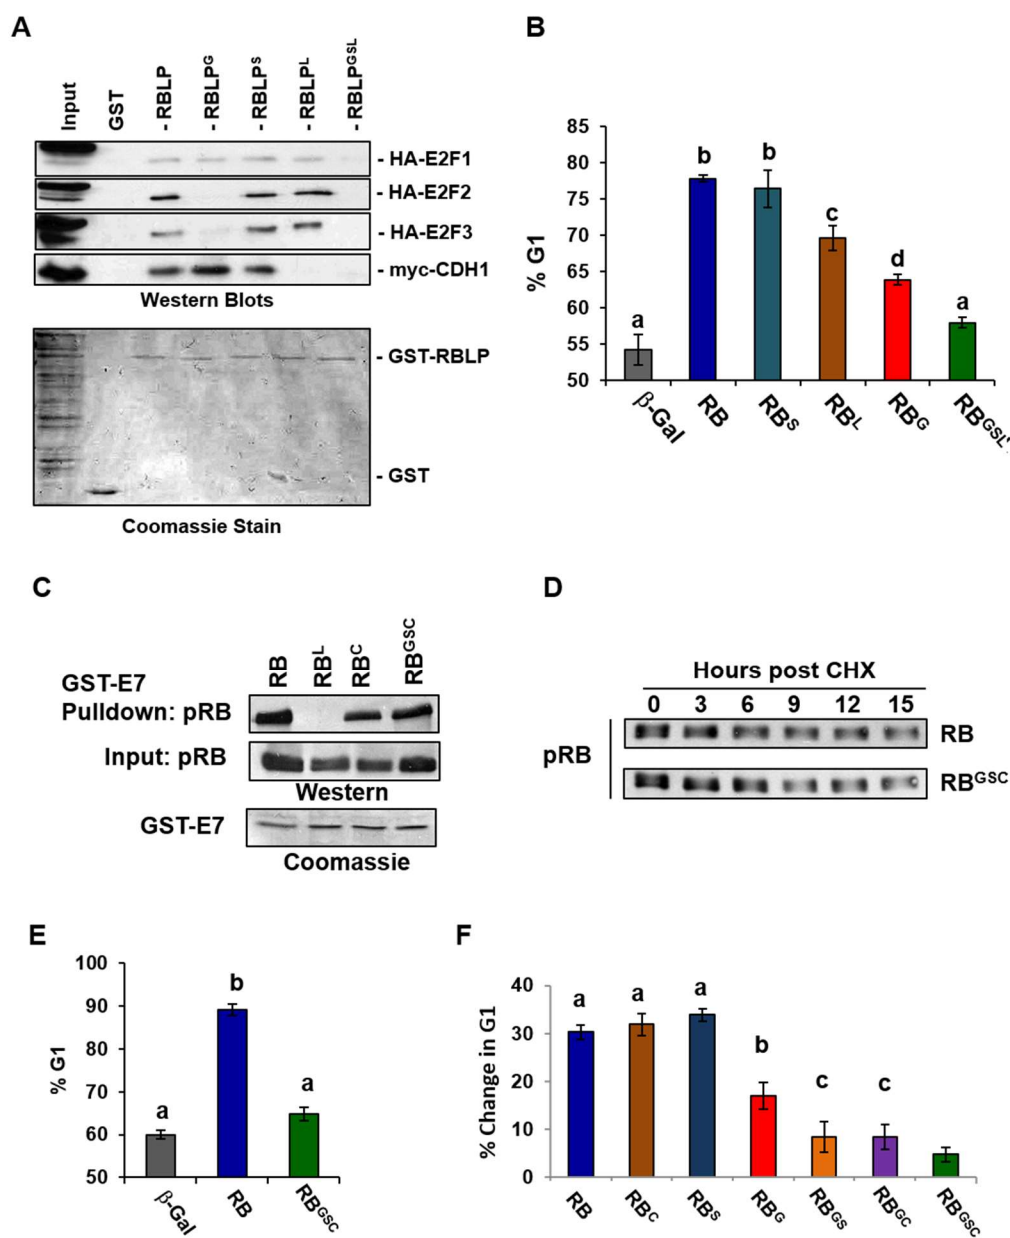 A
Input
GST
- RBLP
- RBLPᴳ
- RBLPˢ
- RBLPᴸ
- RBLPᴳˢᴸ
- HA-E2F1
- HA-E2F2
- HA-E2F3
- myc-CDH1
Western Blots
- GST-RBLP
- GST
Coomassie Stain
B
% G1
85
80
75
70
65
60
55
50
a
b
b
c
d
a
β-Gal
RB
RBˢ
RBᴸ
RBᴳ
RBᴳˢᴸ'
C
RB
RBᴸ
RBᶜ
RBᴳˢᶜ
GST-E7
Pulldown: pRB
Input: pRB
Western
GST-E7
Coomassie
D
Hours post CHX
0 3 6 9 12 15
pRB
RB
RBᴳˢᶜ
E
% G1
100
90
80
70
60
50
a
b
a
β-Gal
RB
RBᴳˢᶜ
F
% Change in G1
40
30
20
10
0
a
a
a
b
c
c
RB
RBᶜ
RBˢ
RBᴳ
RBᴳˢ
RBᴳᶜ
RBᴳˢᶜ